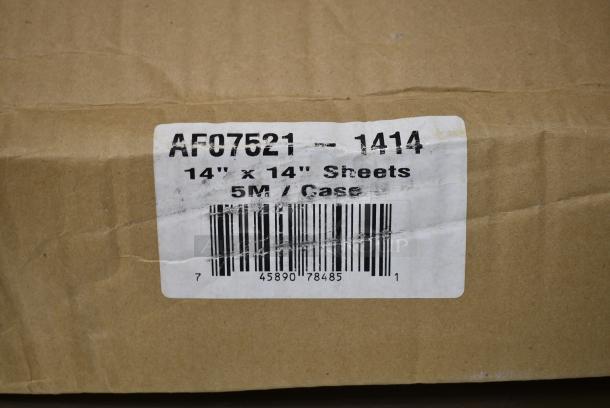 AF07521 - 1414
14" x 14" Sheets
5M / Case
7 45890 78485 1